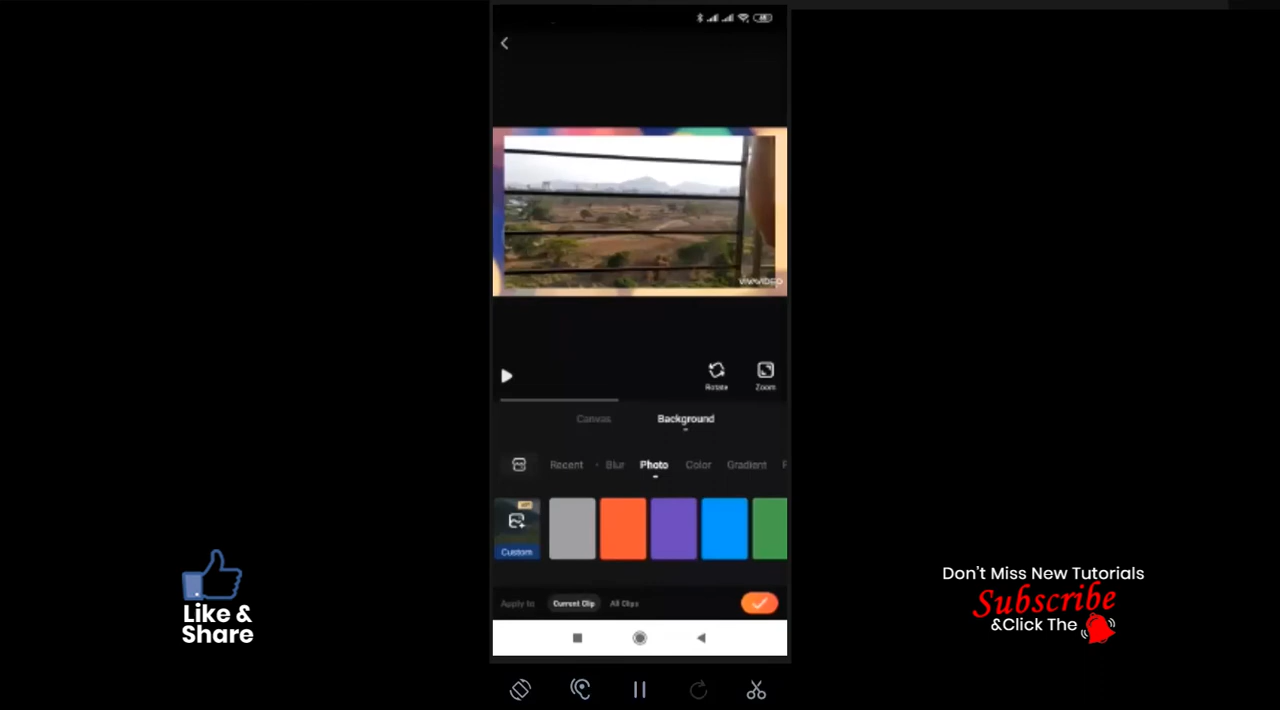 VIVAVIDEO
Rotate
Zoom
Canvas
Background
Recent
Blur
Photo
Color
Gradient
Custom
Apply to
Current Clip
All Clips
Like &
Share
Don't Miss New Tutorials
Subscribe
&Click The